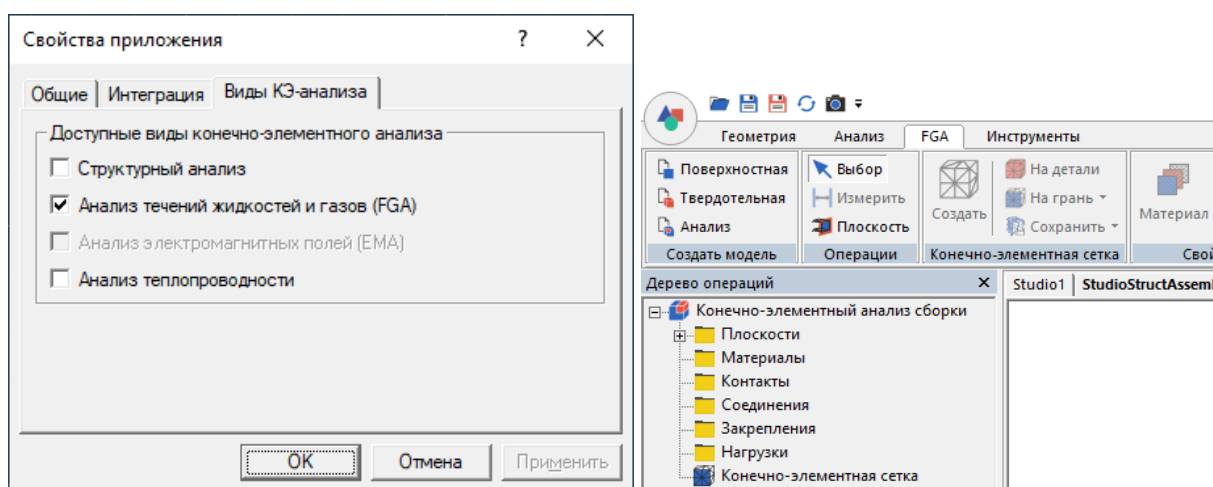 Свойства приложения ?
Общие Интеграция Виды КЭ-анализа
Доступные виды конечно-элементного анализа
Структурный анализ
Анализ течений жидкостей и газов (FGA)
Анализ электромагнитных полей (EMA)
Анализ теплопроводности
OK Отмена Применить
Геометрия Анализ FGA Инструменты
Поверхностная Выбор На детали
Твердотельная Измерить На грань
Создать Материал
Анализ Плоскость Сохранить
Создать модель Операции Конечно-элементная сетка Свой
Дерево операций Studio1 StudioStructAssem
Конечно-элементный анализ сборки
Плоскости
Материалы
Контакты
Соединения
Закрепления
Нагрузки
Конечно-элементная сетка